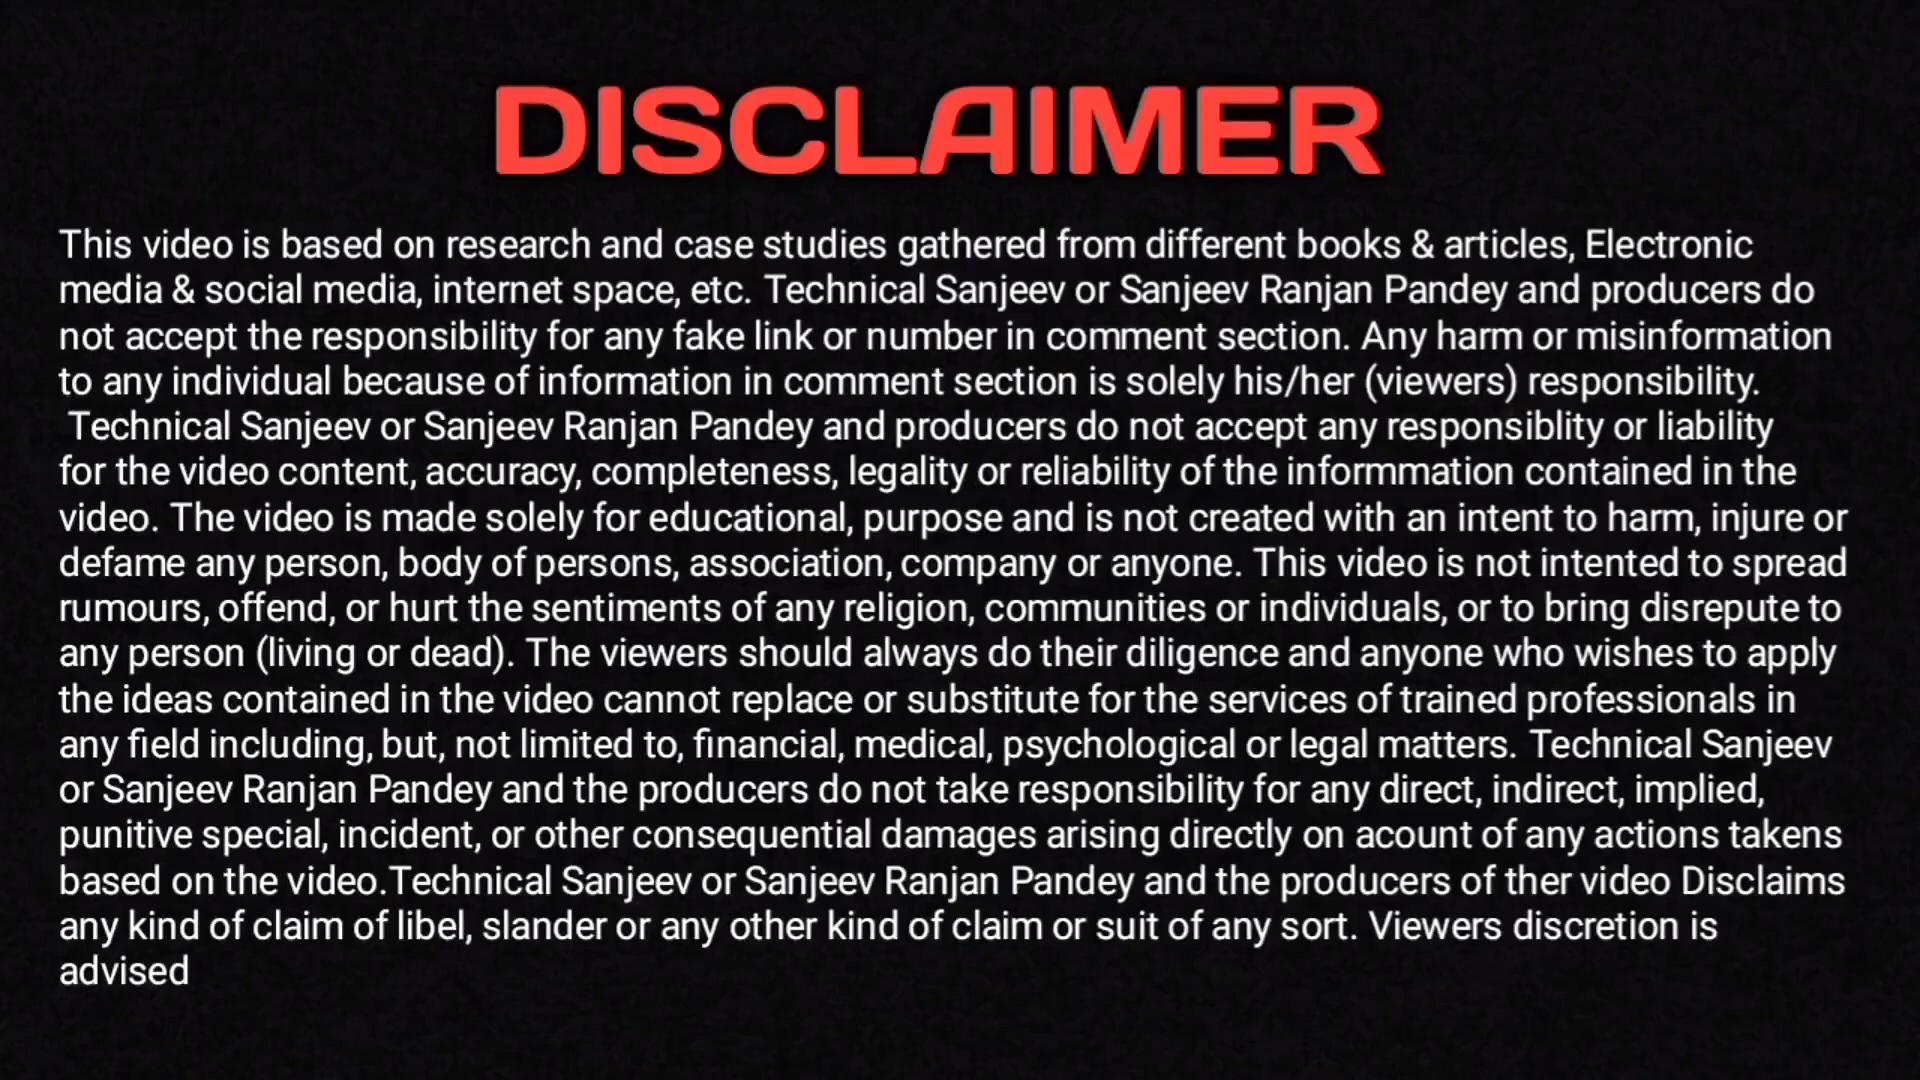 DISCLAIMER
This video is based on research and case studies gathered from different books & articles, Electronic
media & social media, internet space, etc. Technical Sanjeev or Sanjeev Ranjan Pandey and producers do
not accept the responsibility for any fake link or number in comment section. Any harm or misinformation
to any individual because of information in comment section is solely his/her (viewers) responsibility.
Technical Sanjeev or Sanjeev Ranjan Pandey and producers do not accept any responsiblity or liability
for the video content, accuracy, completeness, legality or reliability of the informmation contained in the
video. The video is made solely for educational, purpose and is not created with an intent to harm, injure or
defame any person, body of persons, association, company or anyone. This video is not intented to spread
rumours, offend, or hurt the sentiments of any religion, communities or individuals, or to bring disrepute to
any person (living or dead). The viewers should always do their diligence and anyone who wishes to apply
the ideas contained in the video cannot replace or substitute for the services of trained professionals in
any field including, but, not limited to, financial, medical, psychological or legal matters. Technical Sanjeev
or Sanjeev Ranjan Pandey and the producers do not take responsibility for any direct, indirect, implied,
punitive special, incident, or other consequential damages arising directly on acount of any actions takens
based on the video.Technical Sanjeev or Sanjeev Ranjan Pandey and the producers of ther video Disclaims
any kind of claim of libel, slander or any other kind of claim or suit of any sort. Viewers discretion is
advised